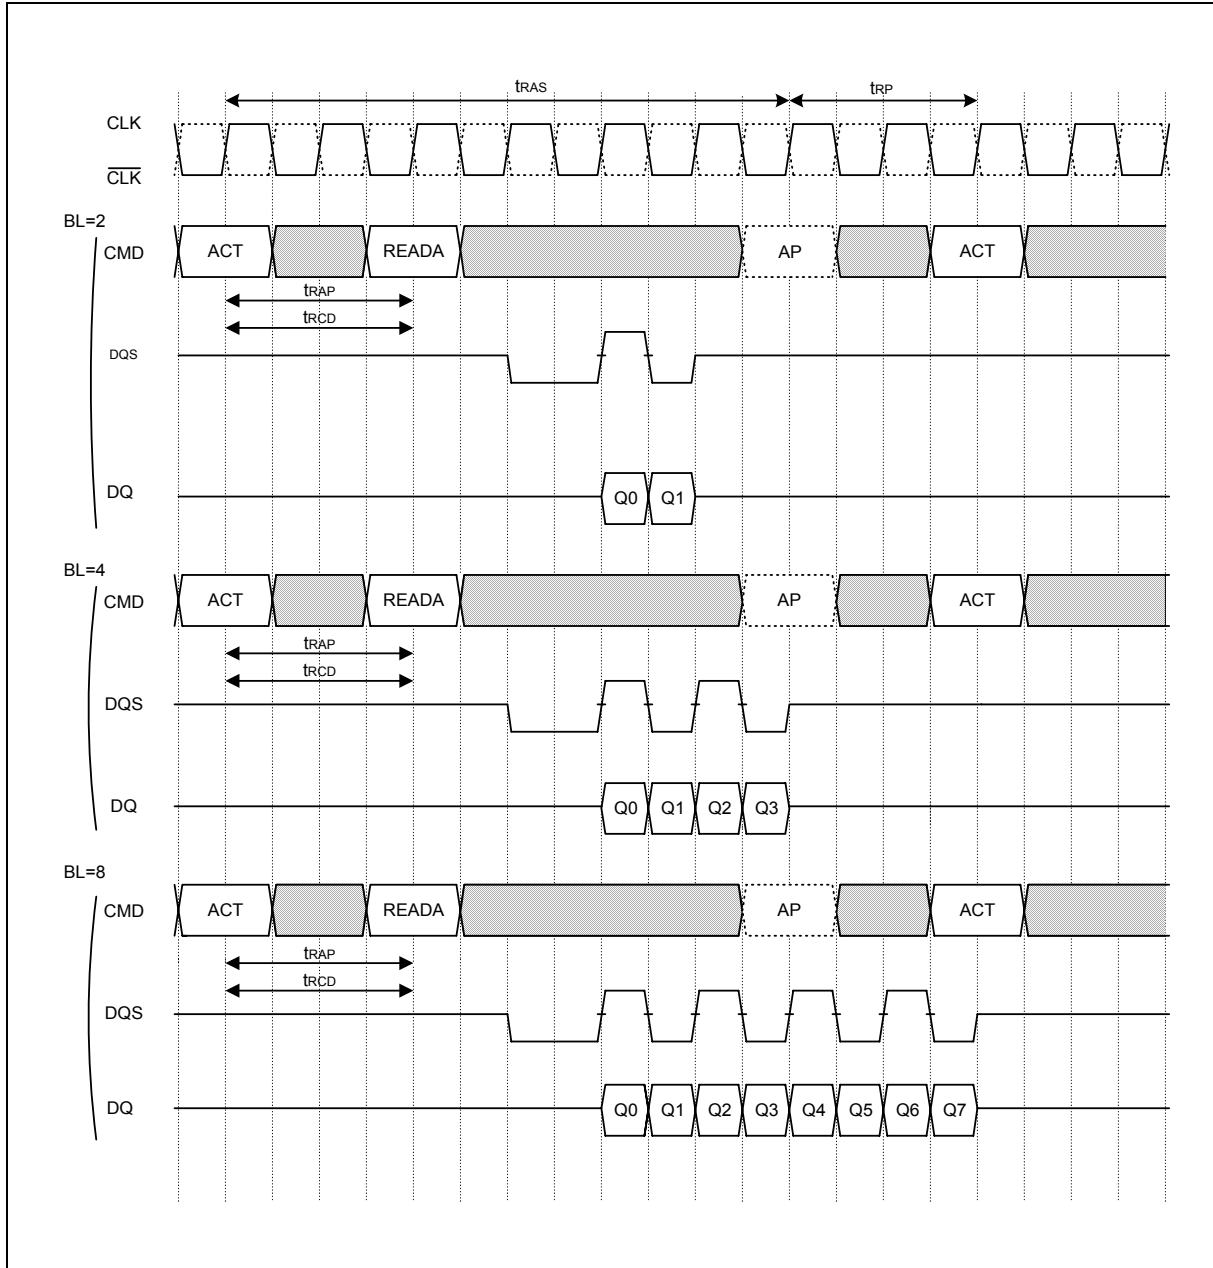 tRAS tRP
CLK
CLK
BL=2
CMD ACT READA AP ACT
tRAP
tRCD
DQS
DQ Q0 Q1
BL=4
CMD ACT READA AP ACT
tRAP
tRCD
DQS
DQ Q0 Q1 Q2 Q3
BL=8
CMD ACT READA AP ACT
tRAP
tRCD
DQS
DQ Q0 Q1 Q2 Q3 Q4 Q5 Q6 Q7